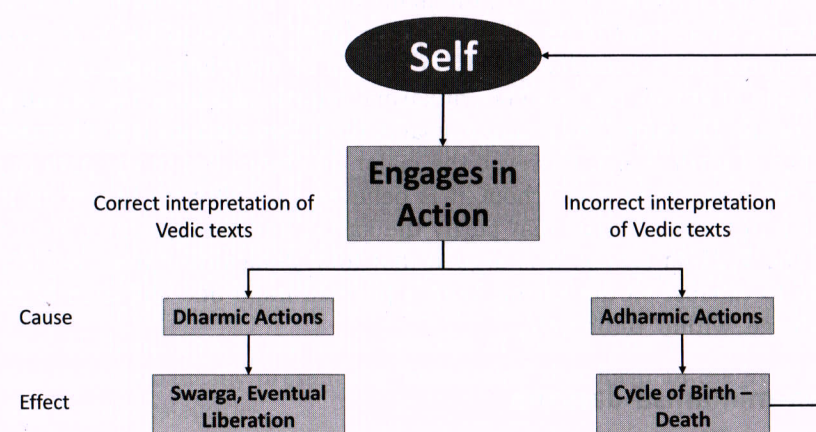 Self
Engages in
Action
Correct interpretation of
Vedic texts
Incorrect interpretation
of Vedic texts
Cause
Dharmic Actions
Adharmic Actions
Effect
Swarga, Eventual
Liberation
Cycle of Birth –
Death